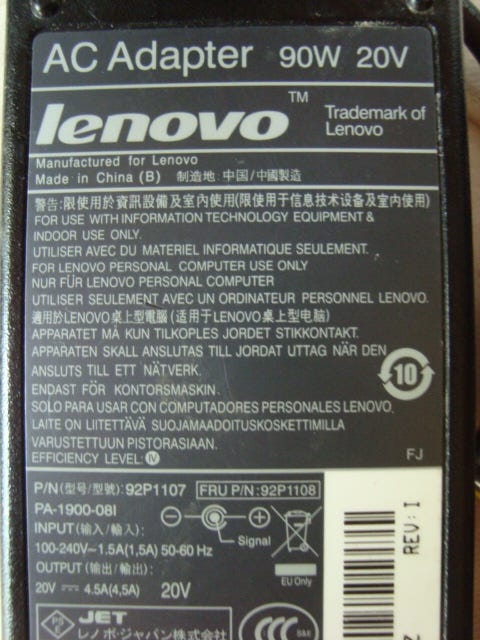 AC Adapter 90W 20V
lenovo™ Trademark of
Lenovo
Manufactured for Lenovo
Made in China (B) 制造地: 中国/中國製造
警告:限使用於資訊設備及室內使用(限使用于信息技术设备及室内使用)
FOR USE WITH INFORMATION TECHNOLOGY EQUIPMENT &
INDOOR USE ONLY.
UTILISER AVEC DU MATERIEL INFORMATIQUE SEULEMENT.
FOR LENOVO PERSONAL COMPUTER USE ONLY
NUR FÜR LENOVO PERSONAL COMPUTER
UTILISER SEULEMENT AVEC UN ORDINATEUR PERSONNEL LENOVO.
適用於LENOVO桌上型電腦(适用于LENOVO桌上型电脑)
APPARATET MÅ KUN TILKOPLES JORDET STIKKONTAKT.
APPARATEN SKALL ANSLUTAS TILL JORDAT UTTAG NÄR DEN
ANSLUTS TILL ETT NÄTVERK.
ENDAST FÖR KONTORSMASKIN.
SOLO PARA USAR CON COMPUTADORES PERSONALES LENOVO.
LAITE ON LIITETTÄVÄ SUOJAMAADOITUSKOSKETTIMILLA
VARUSTETTUUN PISTORASIAAN.
EFFICIENCY LEVEL: IV
10
FJ
P/N(型号/型號): 92P1107 FRU P/N: 92P1108
PA-1900-08I
INPUT (输入/輸入):
100-240V~1.5A(1,5A) 50-60 Hz
Signal
OUTPUT (输出/輸出):
20V ⎓ 4.5A(4,5A) 20V
EU Only
REV: I
JET
レノボ・ジャパン株式会社
CCC
S&E